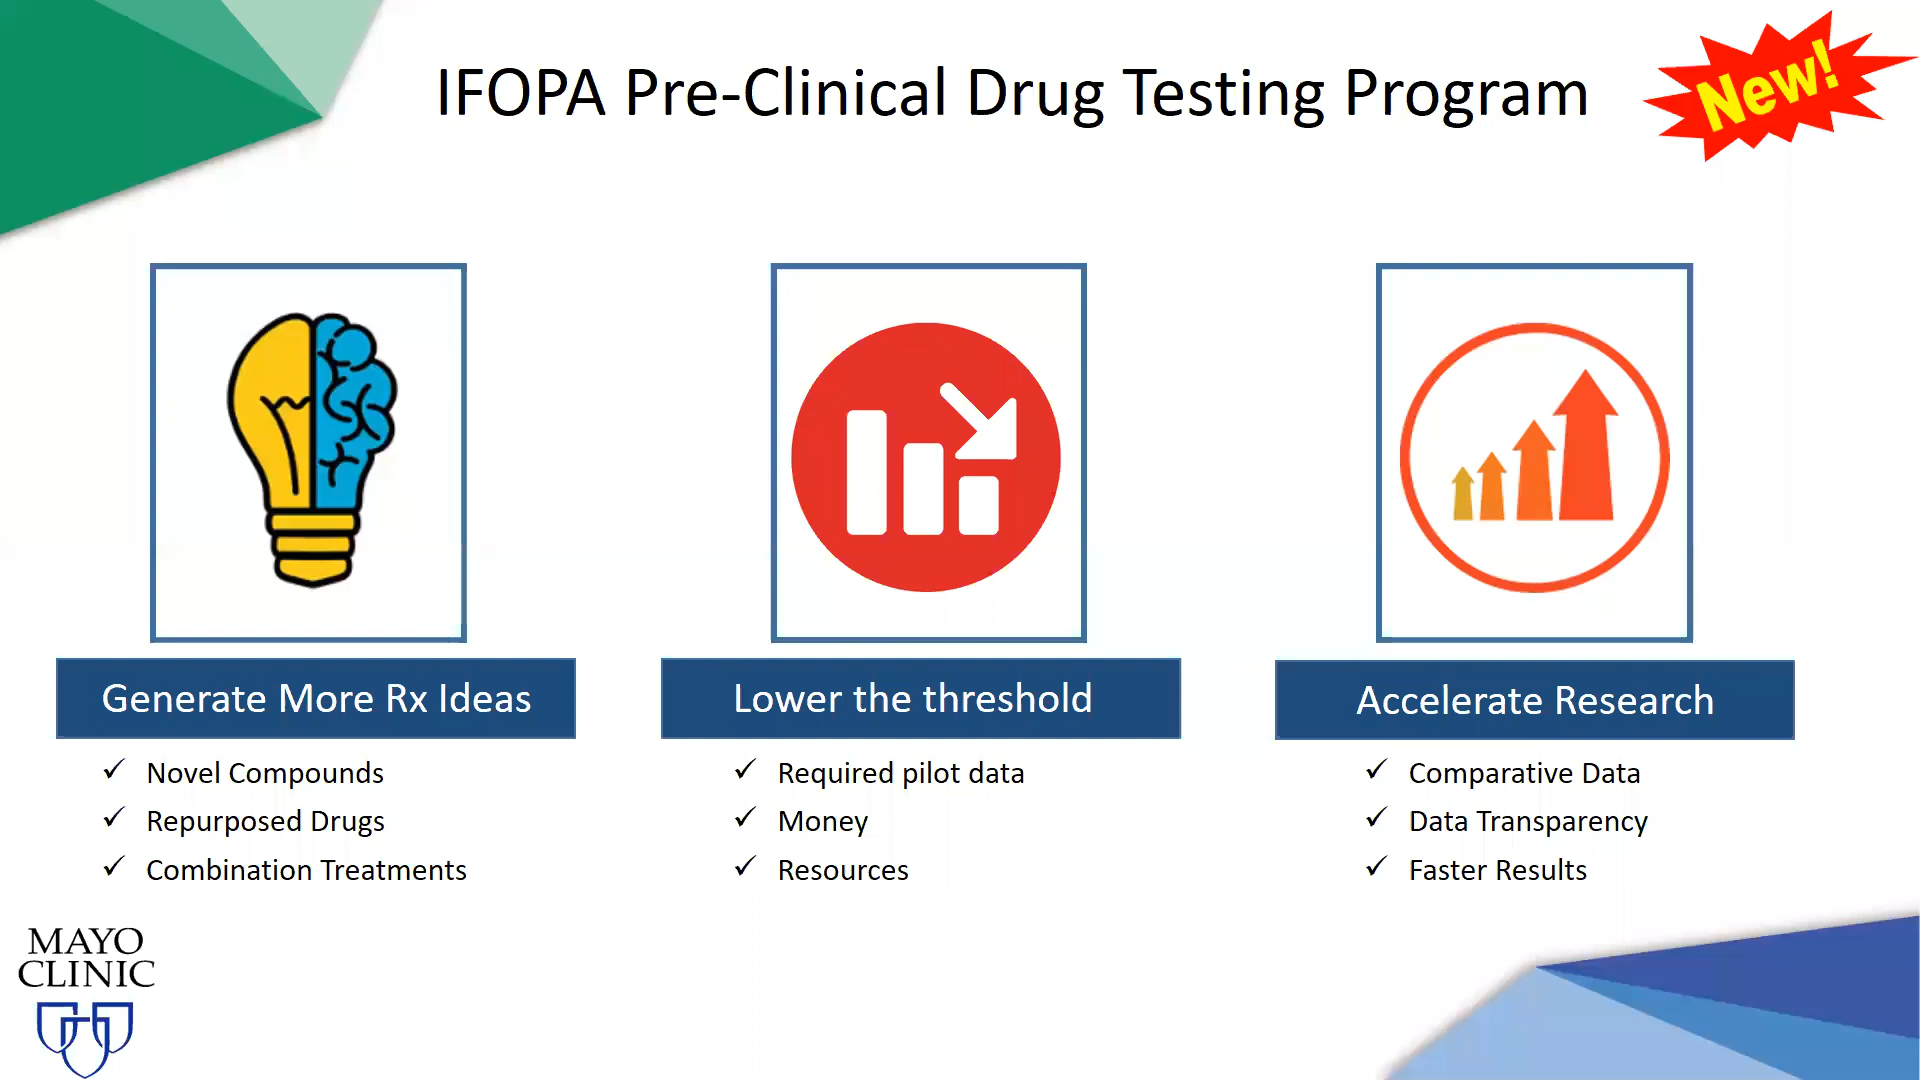 IFOPA Pre-Clinical Drug Testing Program
New!
Generate More Rx Ideas
✓ Novel Compounds
✓ Repurposed Drugs
✓ Combination Treatments
Lower the threshold
✓ Required pilot data
✓ Money
✓ Resources
Accelerate Research
✓ Comparative Data
✓ Data Transparency
✓ Faster Results
MAYO
CLINIC